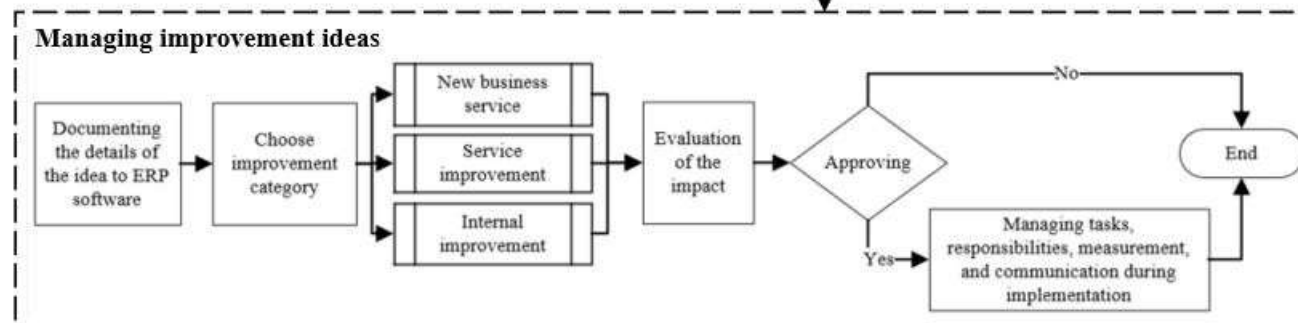 Managing improvement ideas
Documenting
the details of
the idea to ERP
software
Choose
improvement
category
New business
service
Service
improvement
Internal
improvement
Evaluation
of the
impact
Approving
No
Yes
Managing tasks,
responsibilities, measurement,
and communication during
implementation
End